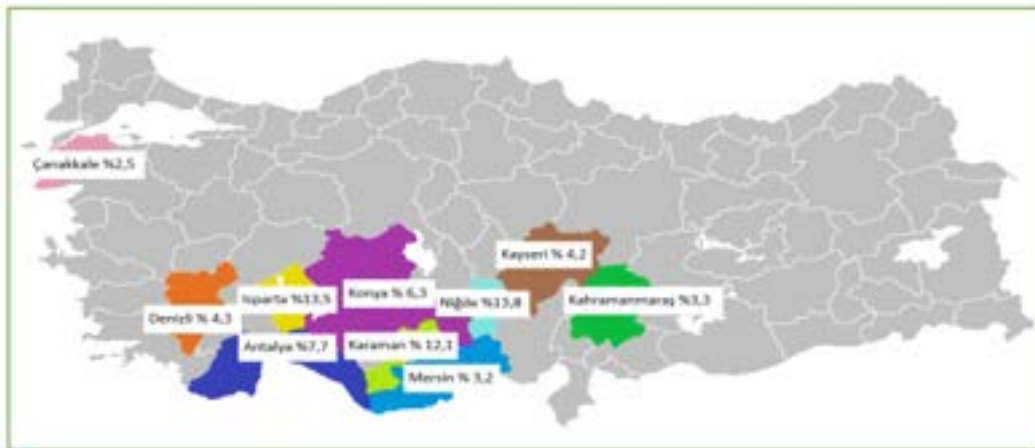 Çanakkale %2,5
Kayseri % 4,2
Isparta %13,5
Konya % 6,3
Niğde %13,8
Kahramanmaraş %3,3
Denizli % 4,3
Antalya %7,7
Karaman % 12,1
Mersin % 3,2